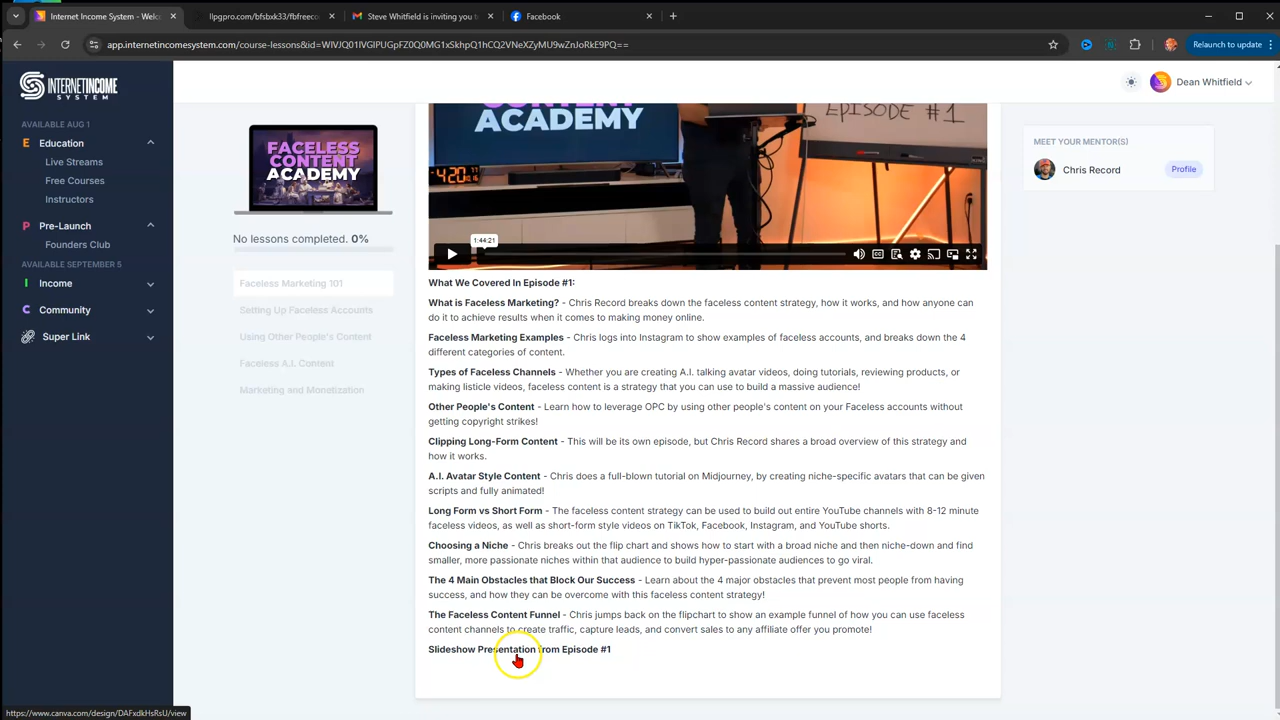 Internet Income System - Welc
llpgpro.com/bfsbxk33/fbfreeco
Steve Whitfield is inviting you t
Facebook
app.internetincomesystem.com/course-lessons&id=WlVJQ01IVGlPUGpFZ0Q0MG1xSkhpQ1hCQ2VNeXZyMU9wZnJoRkE9PQ==
Relaunch to update
INTERNETINCOME
SYSTEM
Dean Whitfield
AVAILABLE AUG 1
E Education
Live Streams
Free Courses
Instructors
P Pre-Launch
Founders Club
AVAILABLE SEPTEMBER 5
I Income
C Community
Super Link
FACELESS
CONTENT
ACADEMY
No lessons completed. 0%
Faceless Marketing 101
Setting Up Faceless Accounts
Using Other People's Content
Faceless A.I. Content
Marketing and Monetization
CONTENT
ACADEMY
EPISODE #1
4:20
1:44:21
What We Covered In Episode #1:
What is Faceless Marketing? - Chris Record breaks down the faceless content strategy, how it works, and how anyone can
do it to achieve results when it comes to making money online.
Faceless Marketing Examples - Chris logs into Instagram to show examples of faceless accounts, and breaks down the 4
different categories of content.
Types of Faceless Channels - Whether you are creating A.I. talking avatar videos, doing tutorials, reviewing products, or
making listicle videos, faceless content is a strategy that you can use to build a massive audience!
Other People's Content - Learn how to leverage OPC by using other people's content on your Faceless accounts without
getting copyright strikes!
Clipping Long-Form Content - This will be its own episode, but Chris Record shares a broad overview of this strategy and
how it works.
A.I. Avatar Style Content - Chris does a full-blown tutorial on Midjourney, by creating niche-specific avatars that can be given
scripts and fully animated!
Long Form vs Short Form - The faceless content strategy can be used to build out entire YouTube channels with 8-12 minute
faceless videos, as well as short-form style videos on TikTok, Facebook, Instagram, and YouTube shorts.
Choosing a Niche - Chris breaks out the flip chart and shows how to start with a broad niche and then niche-down and find
smaller, more passionate niches within that audience to build hyper-passionate audiences to go viral.
The 4 Main Obstacles that Block Our Success - Learn about the 4 major obstacles that prevent most people from having
success, and how they can be overcome with this faceless content strategy!
The Faceless Content Funnel - Chris jumps back on the flipchart to show an example funnel of how you can use faceless
content channels to create traffic, capture leads, and convert sales to any affiliate offer you promote!
Slideshow Presentation from Episode #1
MEET YOUR MENTOR(S)
Chris Record
Profile
https://www.canva.com/design/DAFxdkHsRsU/view